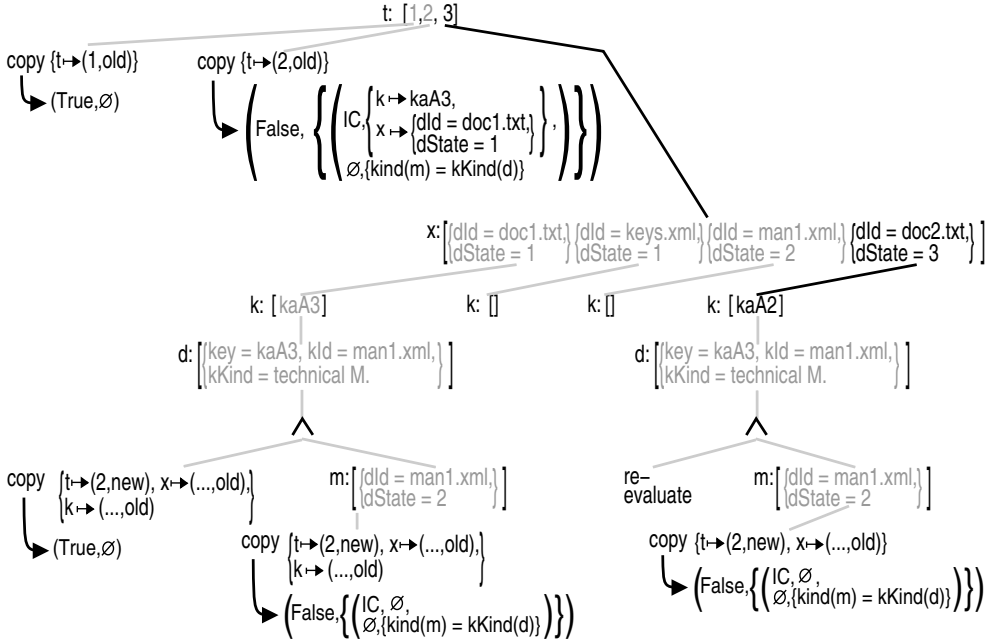 t: [1,2, 3]
copy {t↦(1,old)}
(True,∅)
copy {t↦(2,old)}
(False, {(IC,{k ↦ kaA3,
x ↦ {dId = doc1.txt,
dState = 1}},
∅,{kind(m) = kKind(d)})})
x:[{dId = doc1.txt, {dId = keys.xml, {dId = man1.xml, {dId = doc2.txt,
dState = 1} dState = 1} dState = 2} dState = 3} ]
k: [kaA3]
k: []
k: []
k: [kaA2]
d:[{key = kaA3, kId = man1.xml,
kKind = technical M. }]
d:[{key = kaA3, kId = man1.xml,
kKind = technical M. }]
∧
∧
copy {t↦(2,new), x↦(...,old),
k ↦ (...,old)}
(True,∅)
m:[{dId = man1.xml,
dState = 2}]
copy {t↦(2,new), x↦(...,old),
k ↦ (...,old)}
(False,{(IC, ∅,
∅,{kind(m) = kKind(d)})})
re–
evaluate
m:[{dId = man1.xml,
dState = 2}]
copy {t↦(2,new), x↦(...,old)}
(False,{(IC, ∅,
∅,{kind(m) = kKind(d)})})